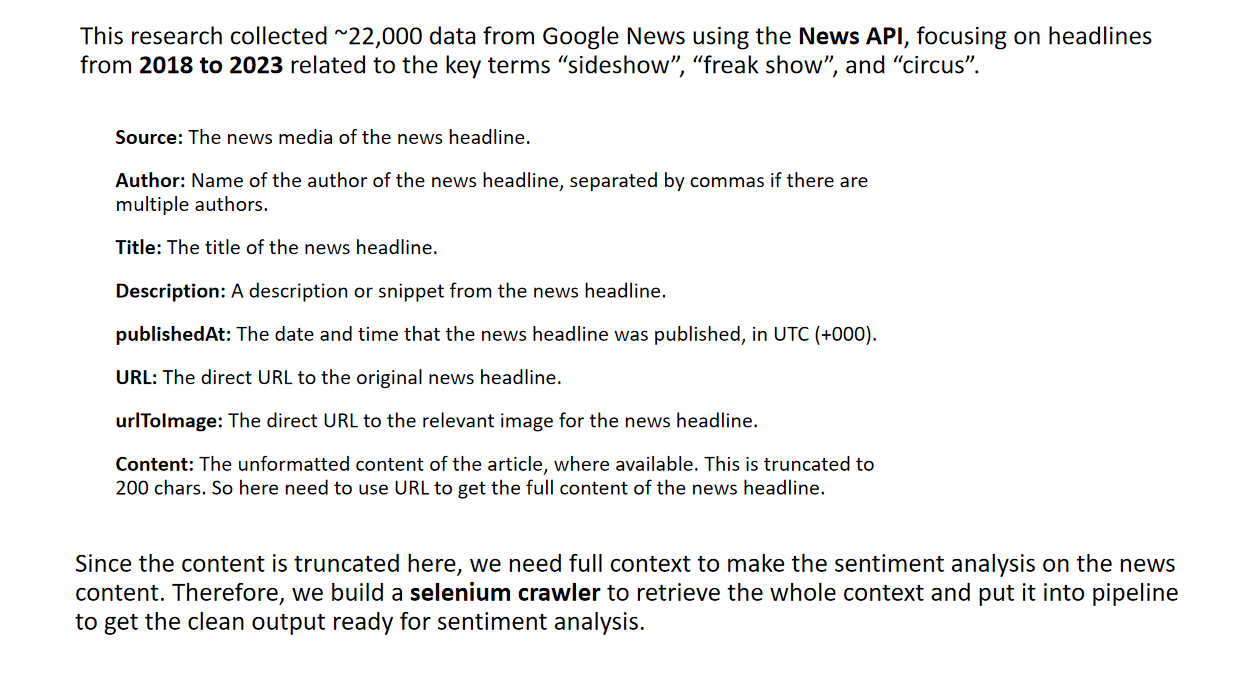 This research collected ~22,000 data from Google News using the News API, focusing on headlines
from 2018 to 2023 related to the key terms “sideshow”, “freak show”, and “circus”.
Source: The news media of the news headline.
Author: Name of the author of the news headline, separated by commas if there are
multiple authors.
Title: The title of the news headline.
Description: A description or snippet from the news headline.
publishedAt: The date and time that the news headline was published, in UTC (+000).
URL: The direct URL to the original news headline.
urlToImage: The direct URL to the relevant image for the news headline.
Content: The unformatted content of the article, where available. This is truncated to
200 chars. So here need to use URL to get the full content of the news headline.
Since the content is truncated here, we need full context to make the sentiment analysis on the news
content. Therefore, we build a selenium crawler to retrieve the whole context and put it into pipeline
to get the clean output ready for sentiment analysis.